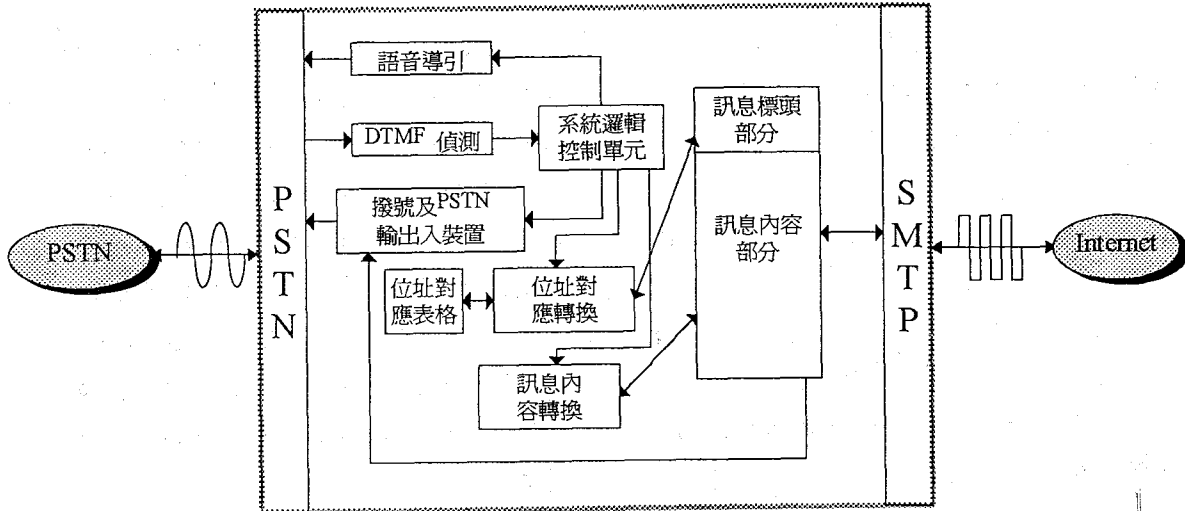 語音導引
DTMF 偵測
系統邏輯
控制單元
訊息標頭
部分
撥號及PSTN
輸出入裝置
訊息內容
部分
位址對
應表格
位址對
應轉換
訊息內
容轉換
PSTN
PSTN
SMTP
Internet